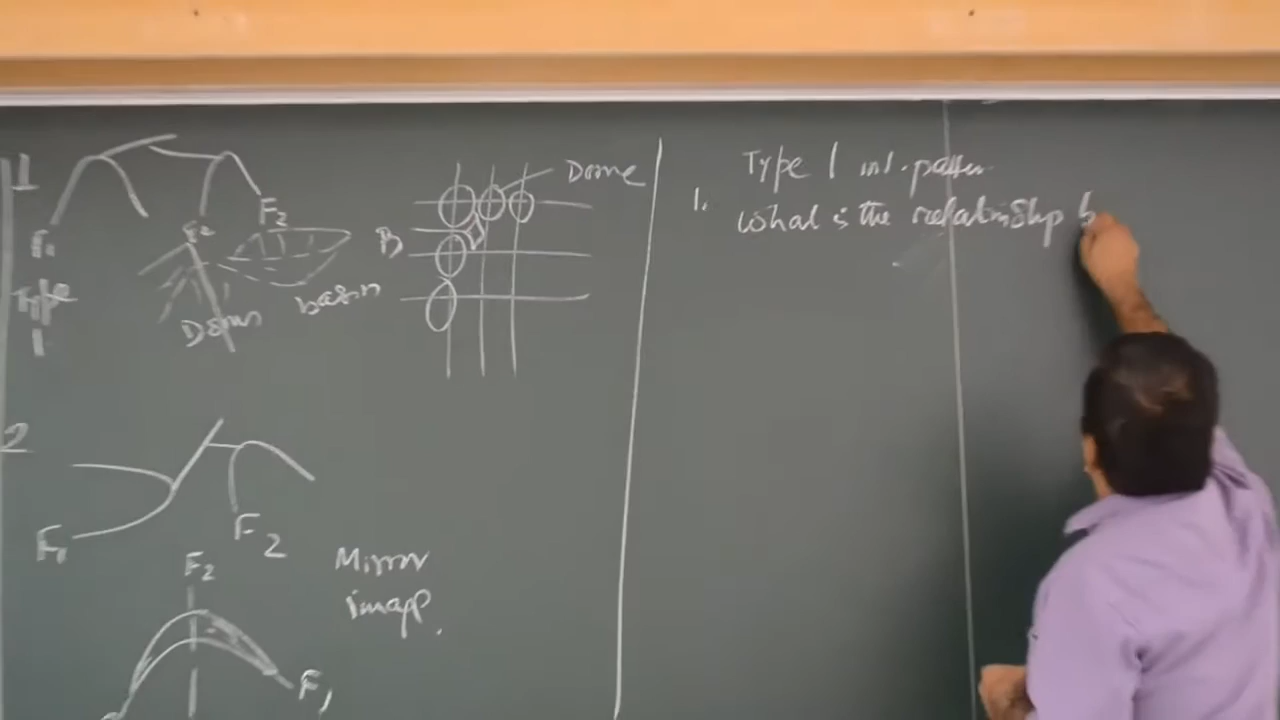 1
F1
F2
F2
Type
1
Dome
basin
B
Dome
2
F1
F2
F2
Mirror
image.
F1
Type 1 int. pattern
1.
What is the relationship b